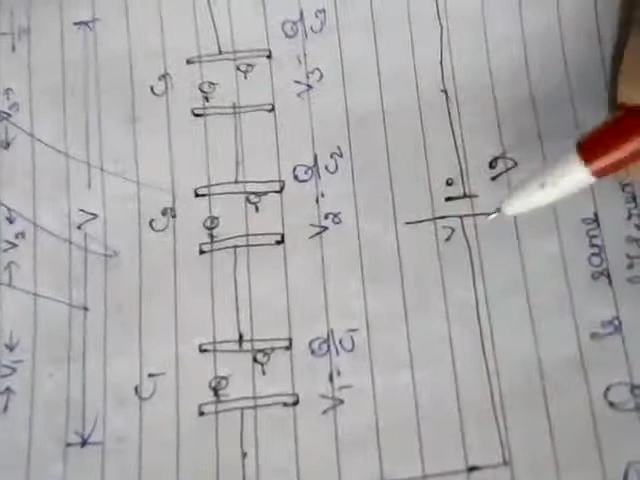 →V₁← →V₂← ←V₃→
V
C₁ C₂ C₃
+Q -Q +Q -Q +Q -Q
V₁ = Q/C₁ V₂ = Q/C₂ V₃ = Q/C₃
V
Q is same